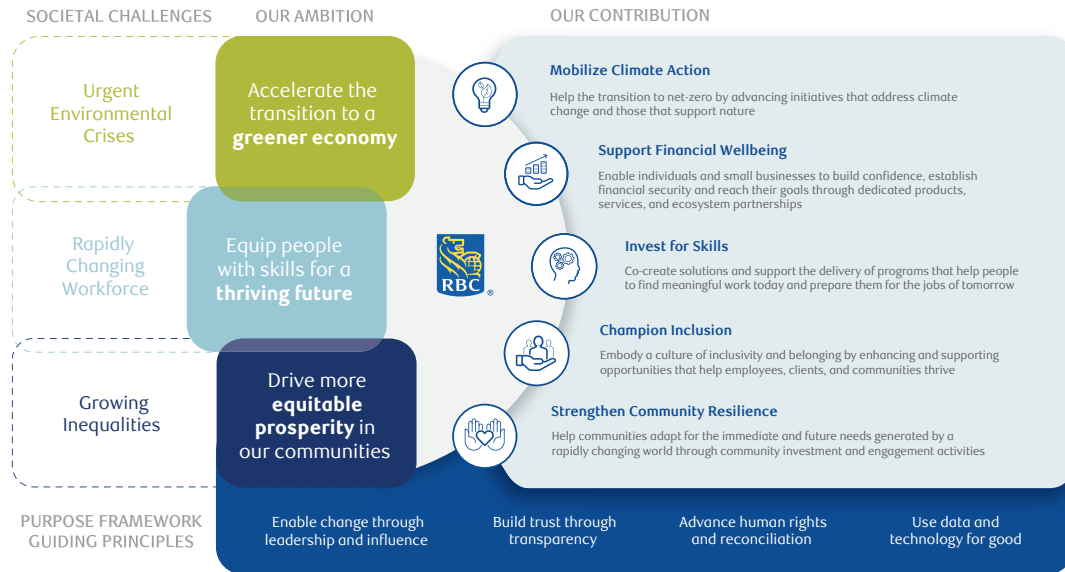 SOCIETAL CHALLENGES
OUR AMBITION
OUR CONTRIBUTION
Urgent
Environmental
Crises
Accelerate the
transition to a
greener economy
Rapidly
Changing
Workforce
Equip people
with skills for a
thriving future
Growing
Inequalities
Drive more
equitable
prosperity in
our communities
RBC
®
Mobilize Climate Action
Help the transition to net-zero by advancing initiatives that address climate
change and those that support nature
Support Financial Wellbeing
Enable individuals and small businesses to build confidence, establish
financial security and reach their goals through dedicated products,
services, and ecosystem partnerships
Invest for Skills
Co-create solutions and support the delivery of programs that help people
to find meaningful work today and prepare them for the jobs of tomorrow
Champion Inclusion
Embody a culture of inclusivity and belonging by enhancing and supporting
opportunities that help employees, clients, and communities thrive
Strengthen Community Resilience
Help communities adapt for the immediate and future needs generated by a
rapidly changing world through community investment and engagement activities
PURPOSE FRAMEWORK
GUIDING PRINCIPLES
Enable change through
leadership and influence
Build trust through
transparency
Advance human rights
and reconciliation
Use data and
technology for good